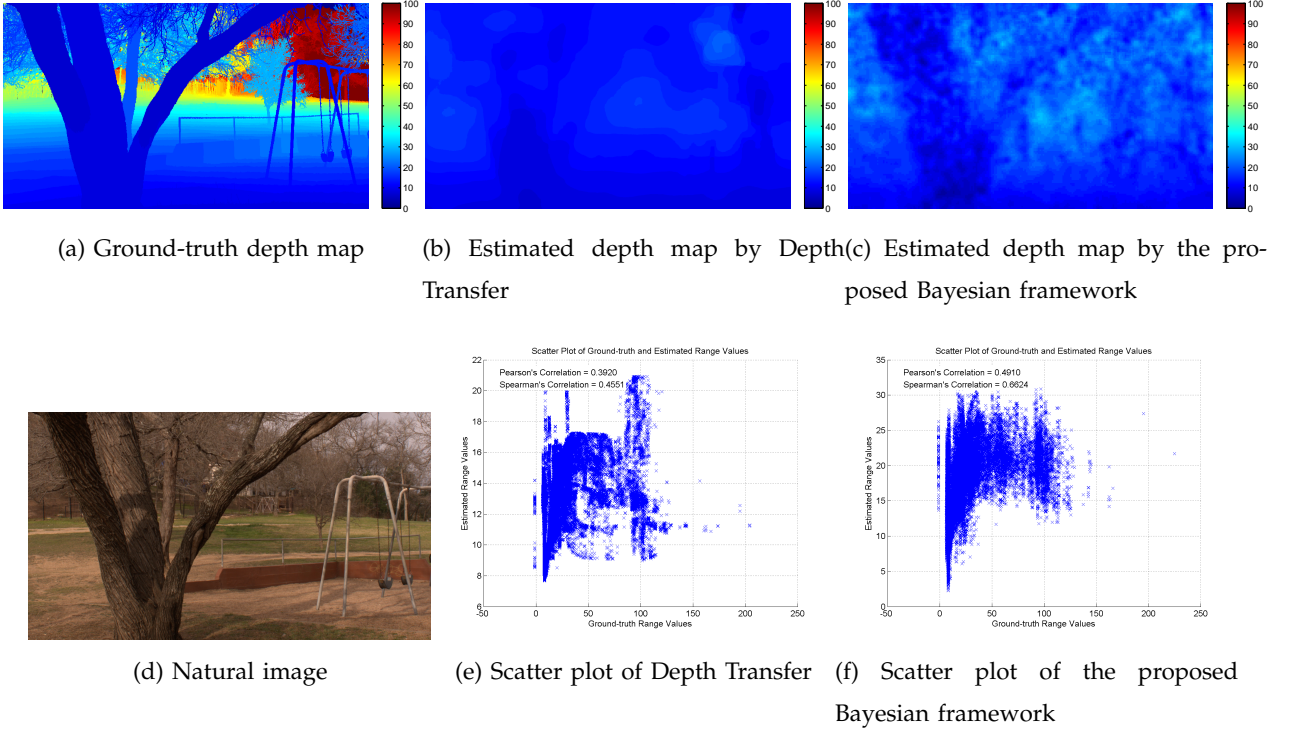 100
90
80
70
60
50
40
30
20
10
0
100
90
80
70
60
50
40
30
20
10
0
100
90
80
70
60
50
40
30
20
10
0
(a) Ground-truth depth map
(b) Estimated depth map by Depth
Transfer
(c) Estimated depth map by the pro-
posed Bayesian framework
(d) Natural image
Scatter Plot of Ground-truth and Estimated Range Values
Pearson's Correlation = 0.3920
Spearman's Correlation = 0.4551
Estimated Range Values
22
20
18
16
14
12
10
8
6
-50 0 50 100 150 200 250
Ground-truth Range Values
(e) Scatter plot of Depth Transfer
Scatter Plot of Ground-truth and Estimated Range Values
Pearson's Correlation = 0.4910
Spearman's Correlation = 0.6624
Estimated Range Values
35
30
25
20
15
10
5
0
-50 0 50 100 150 200 250
Ground-truth Range Values
(f) Scatter plot of the proposed
Bayesian framework